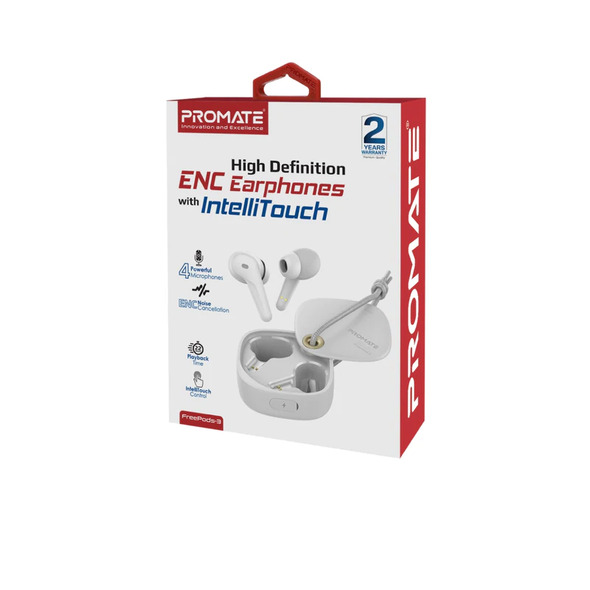 PROMATE
Innovation and Excellence
2
YEARS
WARRANTY
High Definition
ENC Earphones
with IntelliTouch
4 Powerful
Microphones
ENC Noise
Cancellation
Playback
Time
IntelliTouch
Control
FreePods-3
PROMATE
PROMATE